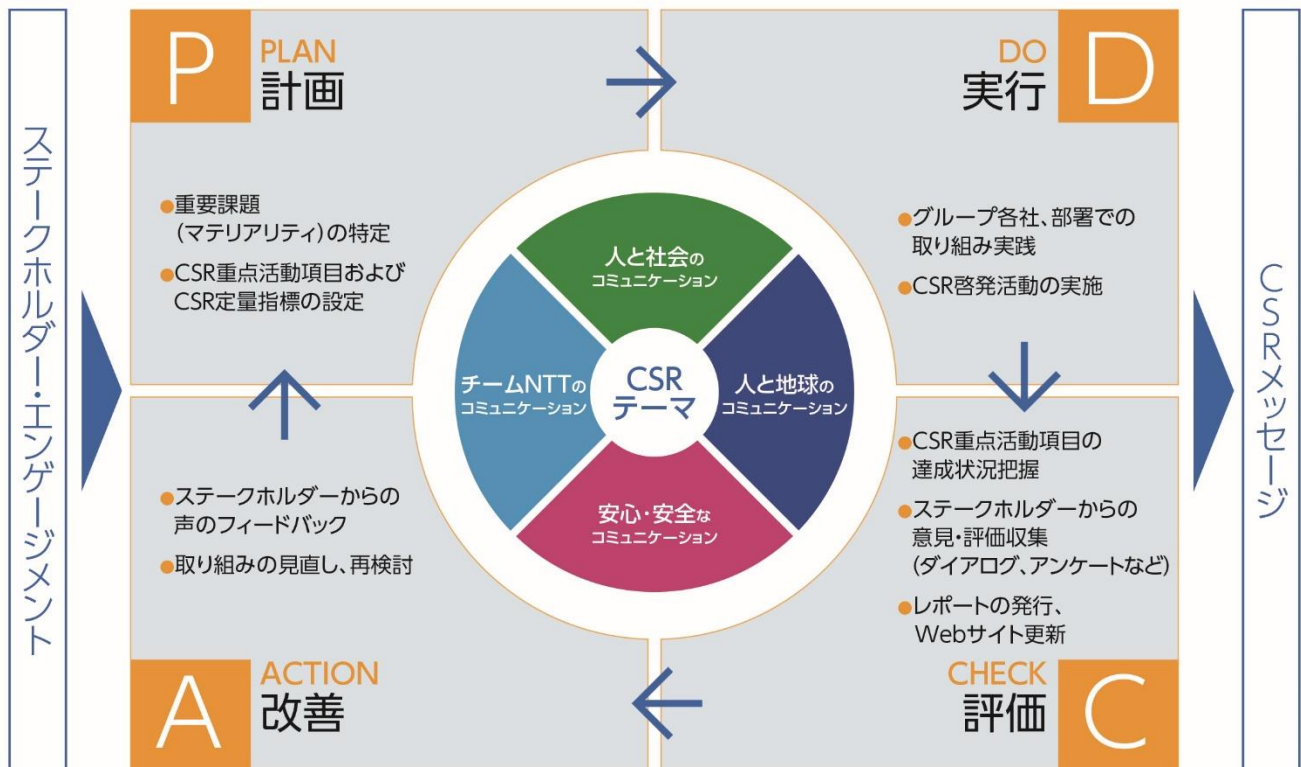 ステークホルダー・エンゲージメント
P
PLAN
計画
●重要課題
（マテリアリティ）の特定
●CSR重点活動項目および
CSR定量指標の設定
DO
実行
D
●グループ各社、部署での
取り組み実践
●CSR啓発活動の実施
人と社会の
コミュニケーション
チームNTTの
コミュニケーション
CSR
テーマ
人と地球の
コミュニケーション
安心・安全な
コミュニケーション
●ステークホルダーからの
声のフィードバック
●取り組みの見直し、再検討
A
ACTION
改善
●CSR重点活動項目の
達成状況把握
●ステークホルダーからの
意見・評価収集
（ダイアログ、アンケートなど）
●レポートの発行、
Webサイト更新
CHECK
評価
C
CSRメッセージ